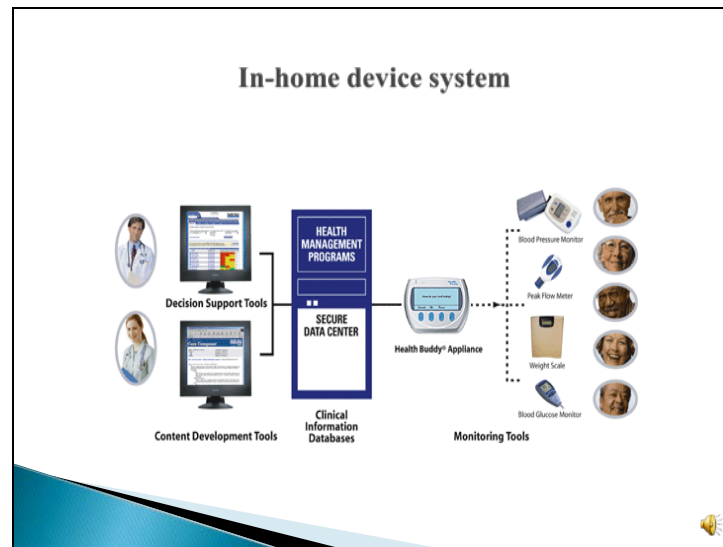 In-home device system
HEALTH
MANAGEMENT
PROGRAMS
Decision Support Tools
SECURE
DATA CENTER
Content Development Tools
Clinical
Information
Databases
Health Buddy® Appliance
Blood Pressure Monitor
Peak Flow Meter
Weight Scale
Blood Glucose Monitor
Monitoring Tools